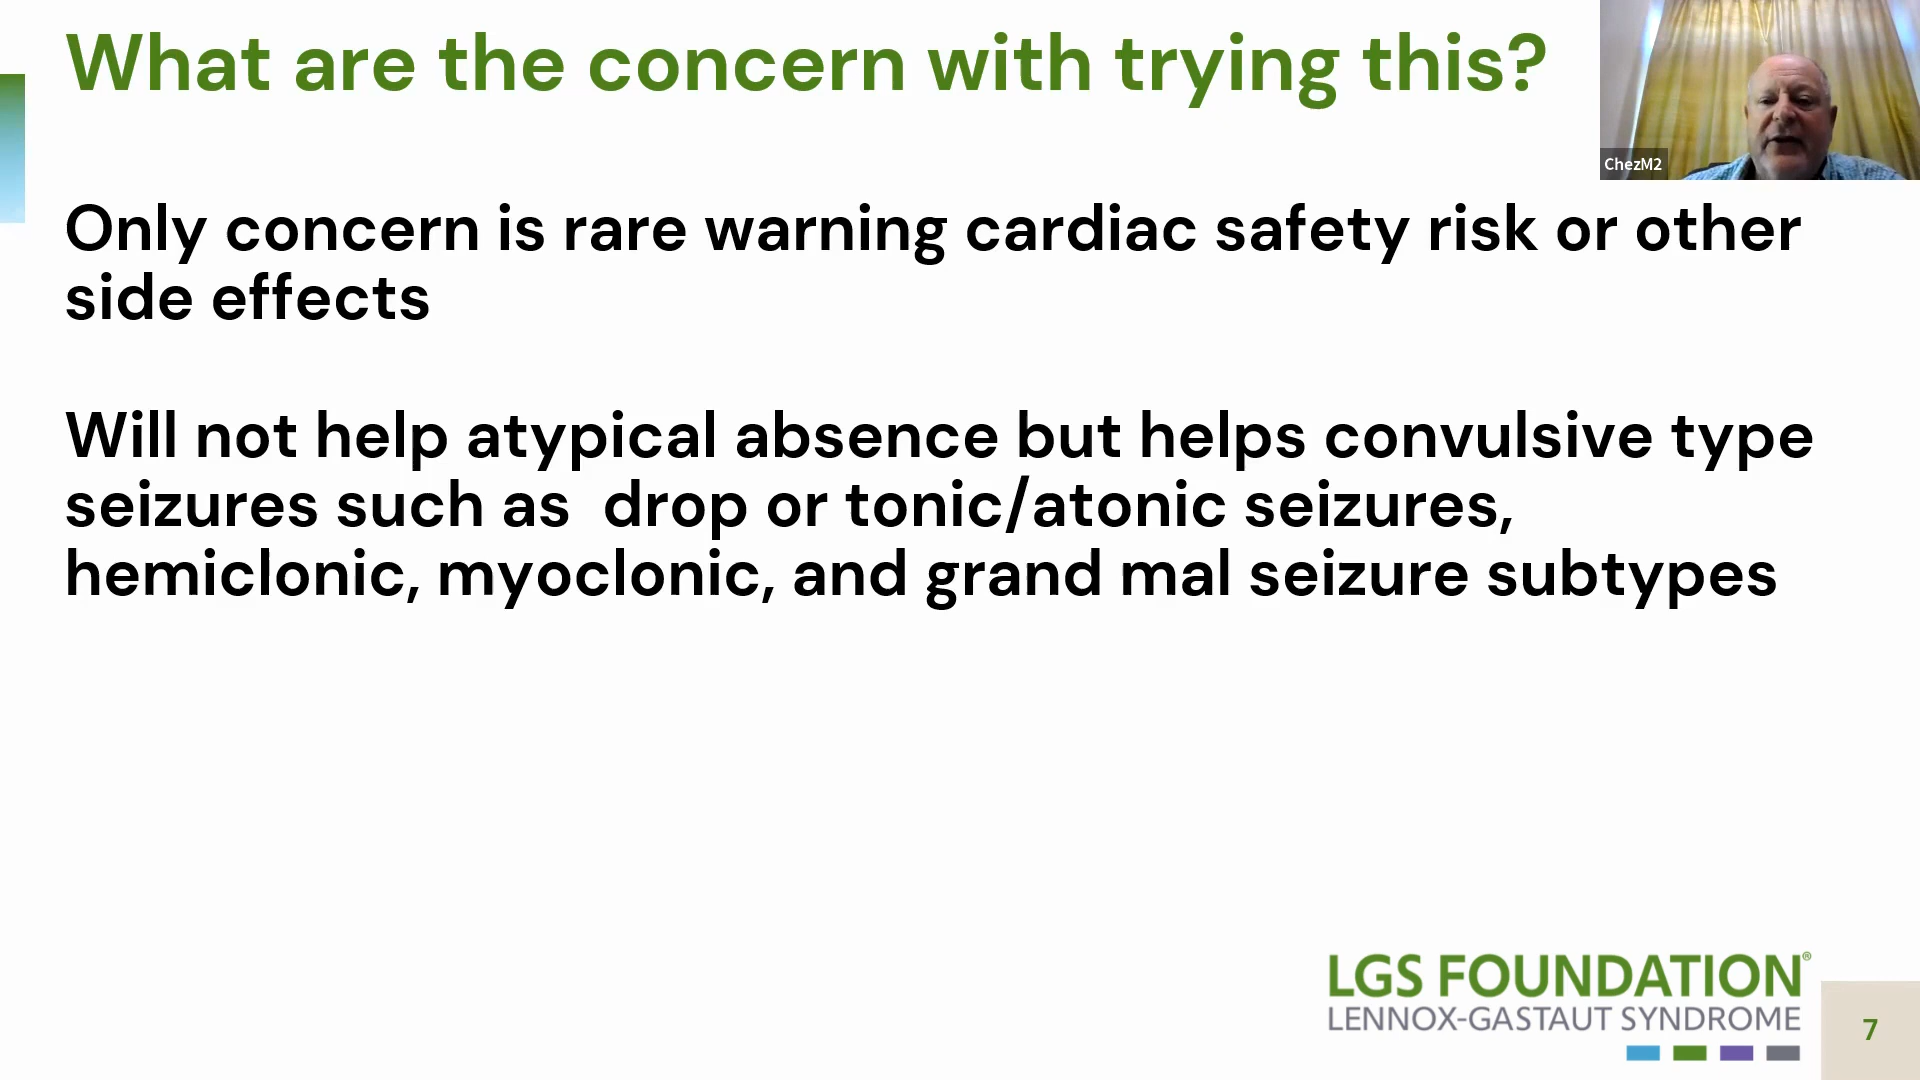 What are the concern with trying this?
ChezM2
Only concern is rare warning cardiac safety risk or other
side effects
Will not help atypical absence but helps convulsive type
seizures such as  drop or tonic/atonic seizures,
hemiclonic, myoclonic, and grand mal seizure subtypes
LGS FOUNDATION®
LENNOX-GASTAUT SYNDROME
7